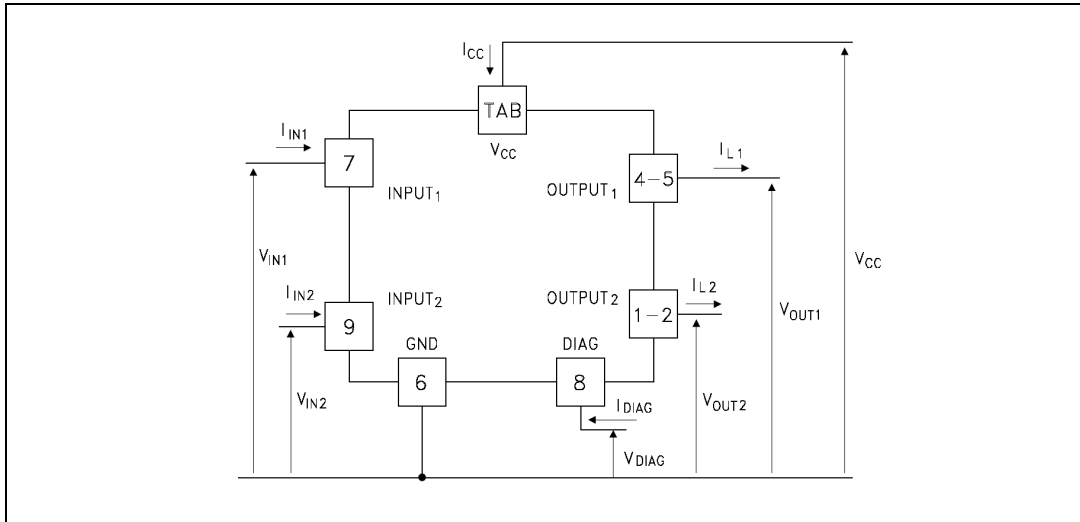 I_CC
TAB
V_CC
I_IN1
7
INPUT_1
OUTPUT_1
4-5
I_L1
V_IN1
V_CC
I_IN2
INPUT_2
OUTPUT_2
I_L2
9
1-2
V_OUT1
GND
DIAG
6
8
V_IN2
V_OUT2
I_DIAG
V_DIAG